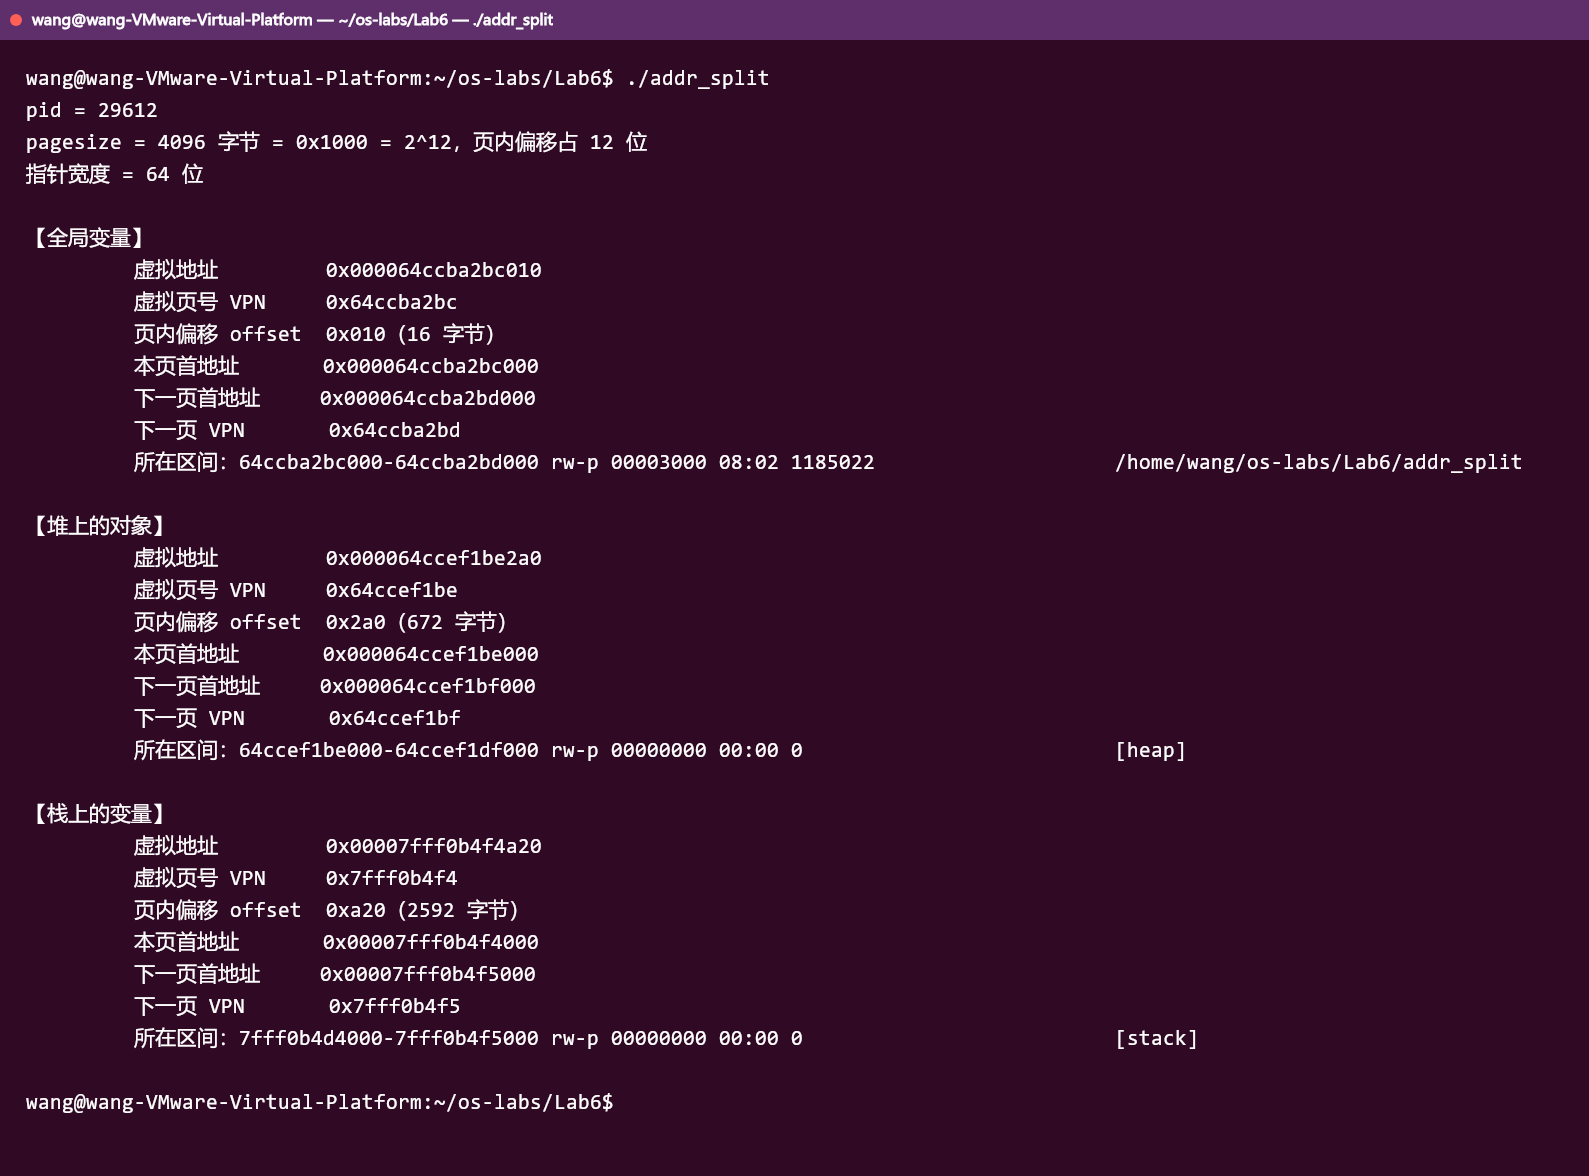 wang@wang-VMware-Virtual-Platform — ~/os-labs/Lab6 — ./addr_split
wang@wang-VMware-Virtual-Platform:~/os-labs/Lab6$ ./addr_split
pid = 29612
pagesize = 4096 字节 = 0x1000 = 2^12, 页内偏移占 12 位
指针宽度 = 64 位
【全局变量】
虚拟地址 0x000064ccba2bc010
虚拟页号 VPN 0x64ccba2bc
页内偏移 offset 0x010 (16 字节)
本页首地址 0x000064ccba2bc000
下一页首地址 0x000064ccba2bd000
下一页 VPN 0x64ccba2bd
所在区间: 64ccba2bc000-64ccba2bd000 rw-p 00003000 08:02 1185022 /home/wang/os-labs/Lab6/addr_split
【堆上的对象】
虚拟地址 0x000064ccef1be2a0
虚拟页号 VPN 0x64ccef1be
页内偏移 offset 0x2a0 (672 字节)
本页首地址 0x000064ccef1be000
下一页首地址 0x000064ccef1bf000
下一页 VPN 0x64ccef1bf
所在区间: 64ccef1be000-64ccef1df000 rw-p 00000000 00:00 0 [heap]
【栈上的变量】
虚拟地址 0x00007fff0b4f4a20
虚拟页号 VPN 0x7fff0b4f4
页内偏移 offset 0xa20 (2592 字节)
本页首地址 0x00007fff0b4f4000
下一页首地址 0x00007fff0b4f5000
下一页 VPN 0x7fff0b4f5
所在区间: 7fff0b4d4000-7fff0b4f5000 rw-p 00000000 00:00 0 [stack]
wang@wang-VMware-Virtual-Platform:~/os-labs/Lab6$